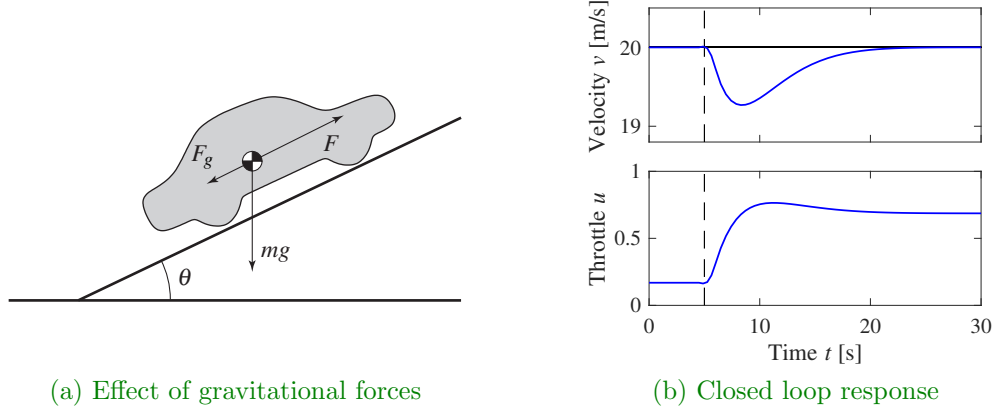 F_g
F
mg
θ
(a) Effect of gravitational forces
Velocity v [m/s]
20
19
Throttle u
1
0.5
0
0
10
20
30
Time t [s]
(b) Closed loop response